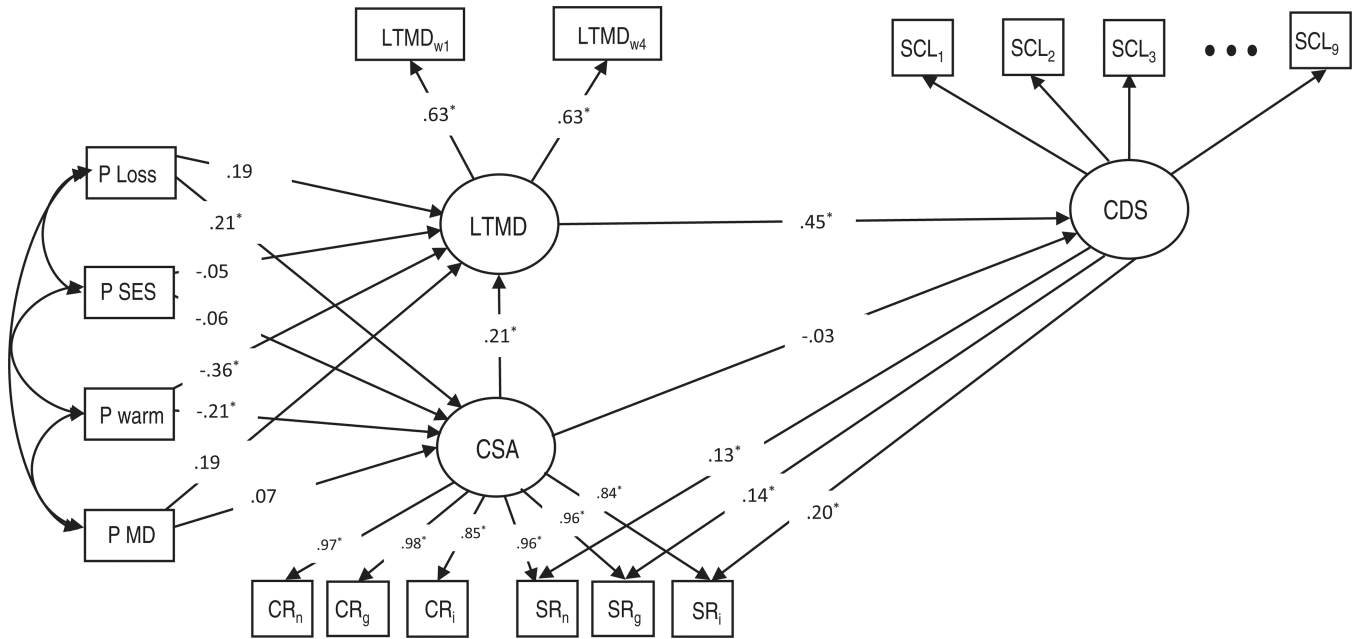 LTMDw1
LTMDw4
SCL1
SCL2
SCL3
• • •
SCL9
.63*
.63*
P Loss
.19
.21*
LTMD
.45*
CDS
P SES
-.05
-.06
.21*
-.03
P warm
-.36*
-.21*
CSA
P MD
.19
.07
.13*
.14*
.20*
.97*
.98*
.85*
.96*
.96*
.84*
CRn
CRg
CRi
SRn
SRg
SRi